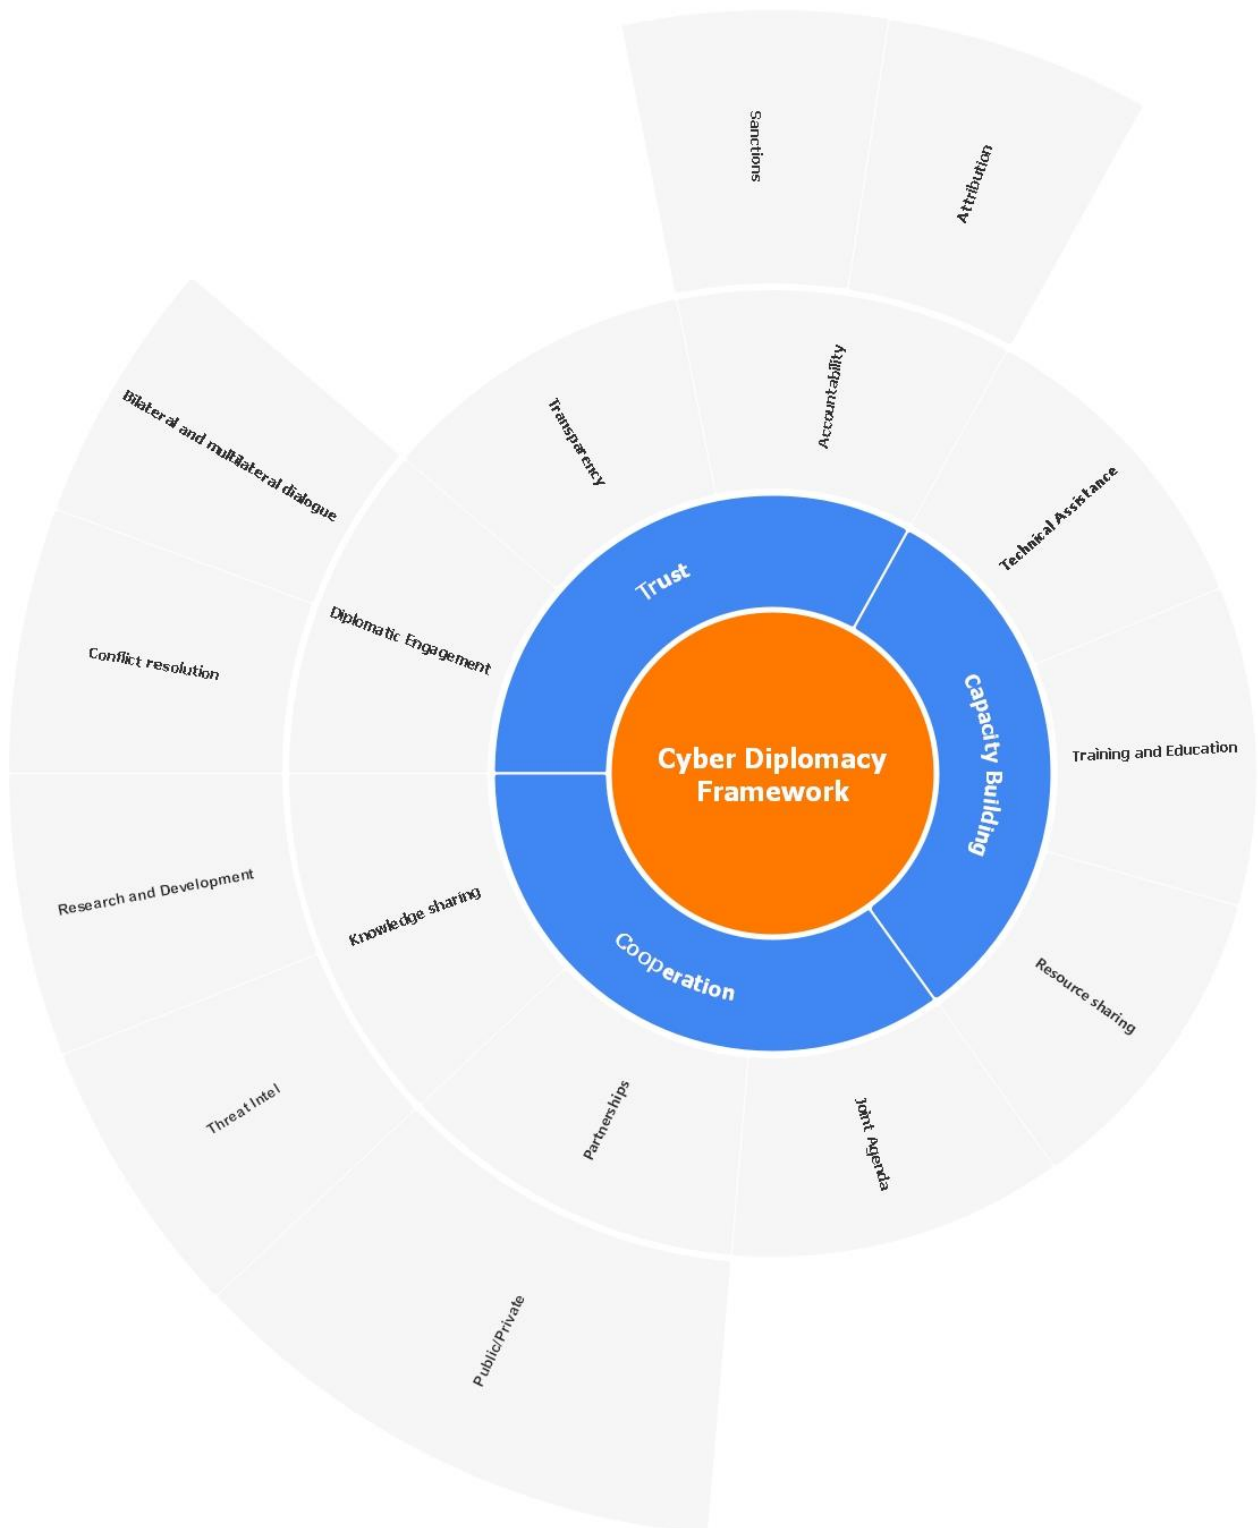 Cyber Diplomacy
Framework
Trust
Capacity Building
Cooperation
Diplomatic Engagement
Transparency
Accountability
Technical Assistance
Training and Education
Resource sharing
Joint Agenda
Partnerships
Knowledge sharing
Bilateral and multilateral dialogue
Conflict resolution
Sanctions
Attribution
Research and Development
Threat Intel
Public/Private